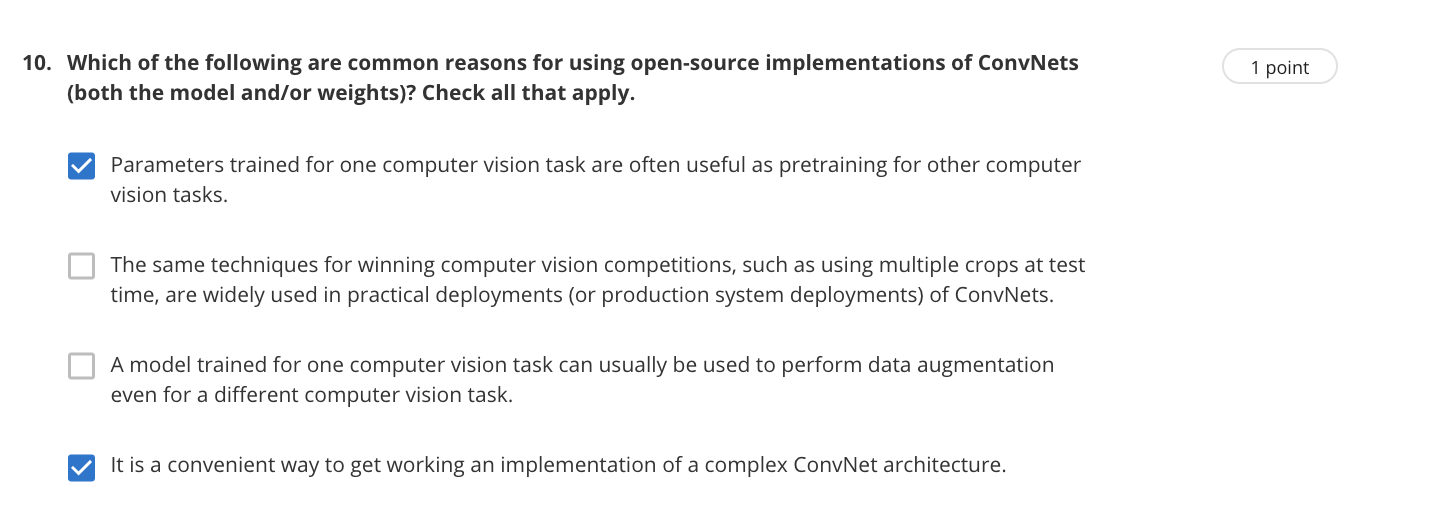 10. Which of the following are common reasons for using open-source implementations of ConvNets
1 point
(both the model and/or weights)? Check all that apply.
Parameters trained for one computer vision task are often useful as pretraining for other computer
vision tasks.
The same techniques for winning computer vision competitions, such as using multiple crops at test
time, are widely used in practical deployments (or production system deployments) of ConvNets.
A model trained for one computer vision task can usually be used to perform data augmentation
even for a different computer vision task.
It is a convenient way to get working an implementation of a complex ConvNet architecture.